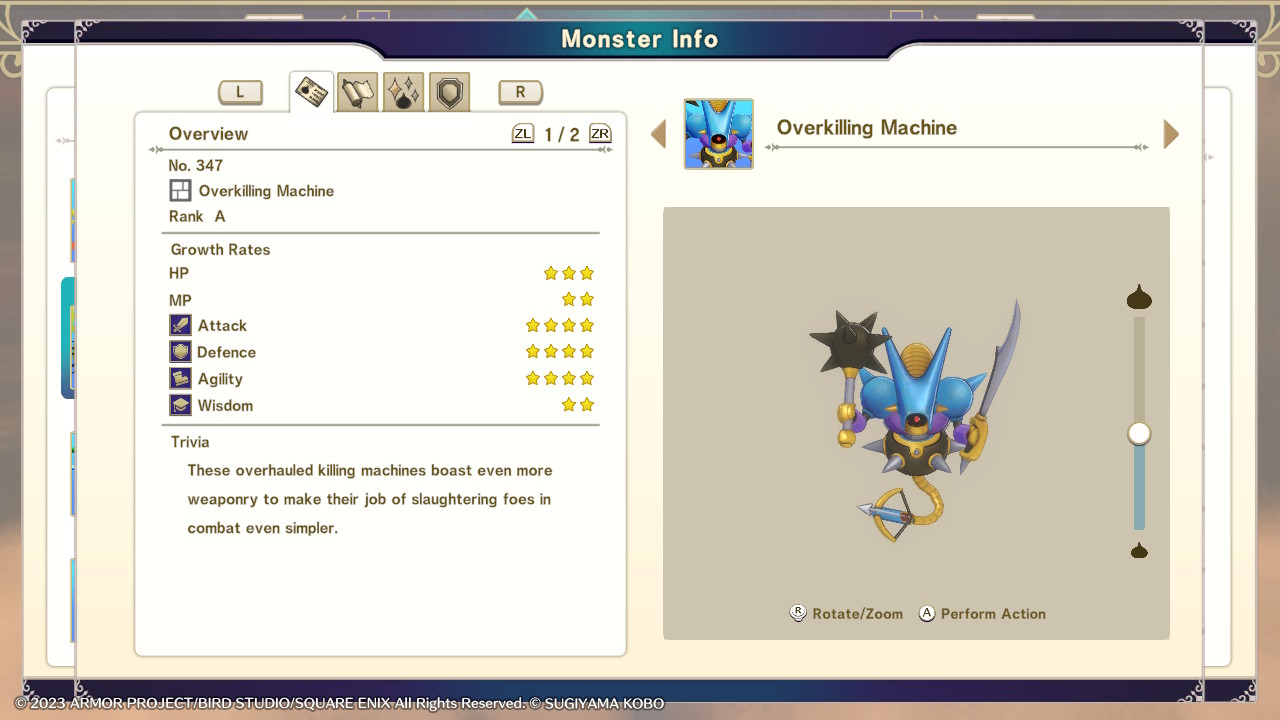 Monster Info
L
R
Overview
ZL 1 / 2 ZR
No. 347
Overkilling Machine
Rank A
Growth Rates
HP
MP
Attack
Defence
Agility
Wisdom
Trivia
These overhauled killing machines boast even more
weaponry to make their job of slaughtering foes in
combat even simpler.
Overkilling Machine
R Rotate/Zoom A Perform Action
© 2023 ARMOR PROJECT/BIRD STUDIO/SQUARE ENIX All Rights Reserved. © SUGIYAMA KOBO